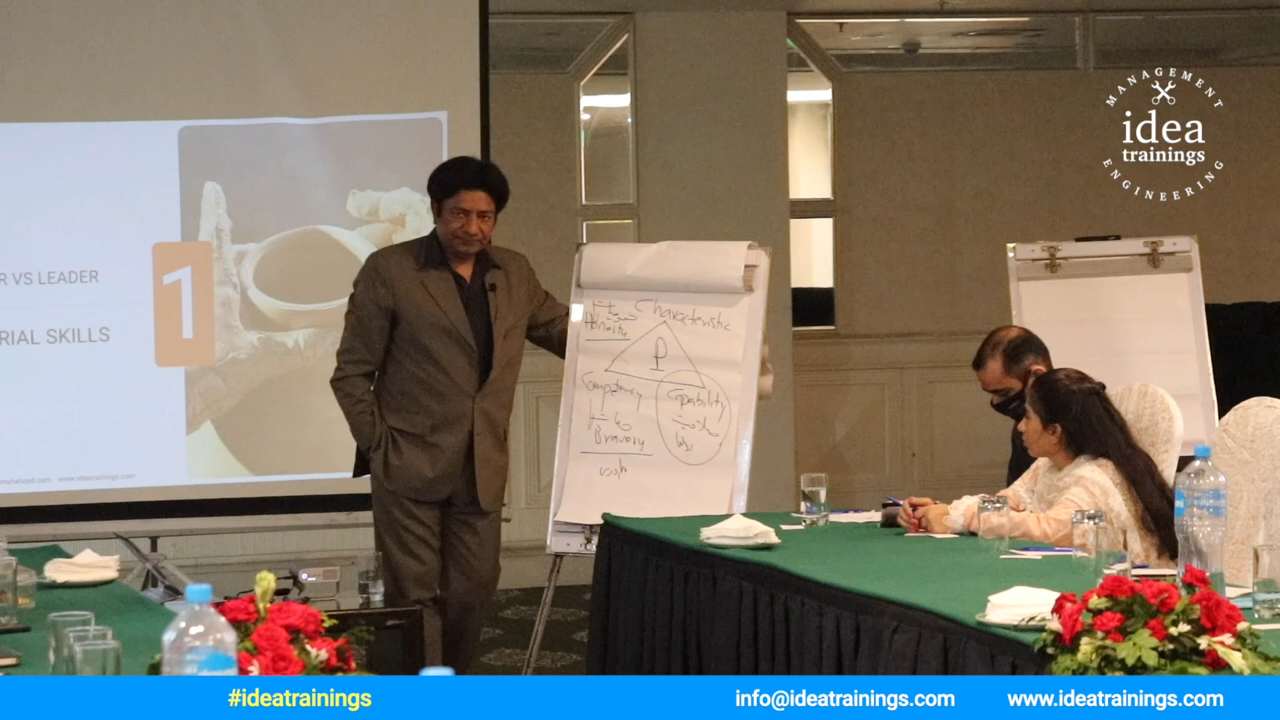 R VS LEADER
RIAL SKILLS
1
www.ideatrainings.com
Characteristic
Honesty
P
Competency
Capability
Bravery
MANAGEMENT
idea
trainings
ENGINEERING
#ideatrainings
info@ideatrainings.com
www.ideatrainings.com